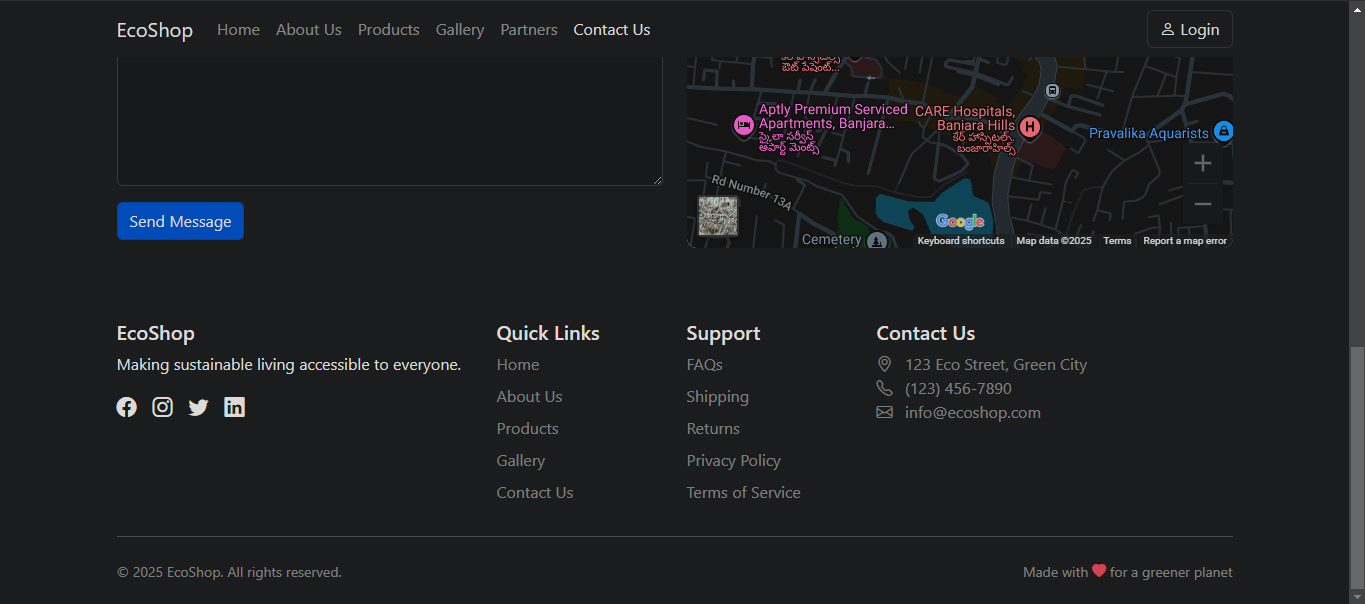 EcoShop
Home
About Us
Products
Gallery
Partners
Contact Us
Login
ఔట్ పేషెంట్...
Aptly Premium Serviced
Apartments, Banjara...
స్టైలా సర్వీస్
అపార్ట్ మెంట్స్
CARE Hospitals,
Banjara Hills
కేర్ హాస్పిటల్స్,
బంజారాహిల్స్
Pravalika Aquarists
Rd Number 13A
Cemetery
Google
Keyboard shortcuts
Map data ©2025
Terms
Report a map error
Send Message
EcoShop
Making sustainable living accessible to everyone.
Quick Links
Home
About Us
Products
Gallery
Contact Us
Support
FAQs
Shipping
Returns
Privacy Policy
Terms of Service
Contact Us
123 Eco Street, Green City
(123) 456-7890
info@ecoshop.com
© 2025 EcoShop. All rights reserved.
Made with ❤ for a greener planet